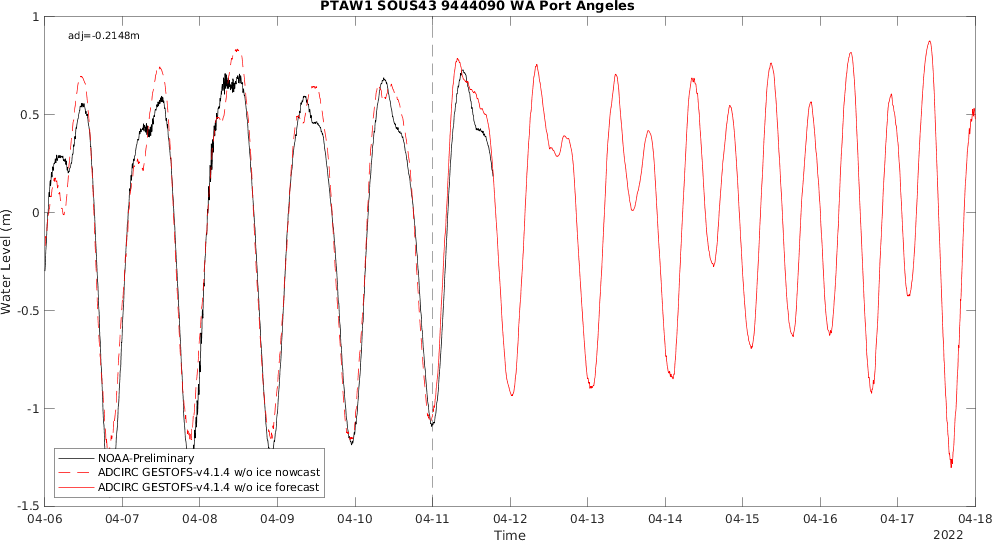 PTAW1 SOUS43 9444090 WA Port Angeles
adj=-0.2148m
1
0.5
0
-0.5
-1
-1.5
Water Level (m)
NOAA-Preliminary
ADCIRC GESTOFS-v4.1.4 w/o ice nowcast
ADCIRC GESTOFS-v4.1.4 w/o ice forecast
04-06 04-07 04-08 04-09 04-10 04-11 04-12 04-13 04-14 04-15 04-16 04-17 04-18
Time
2022